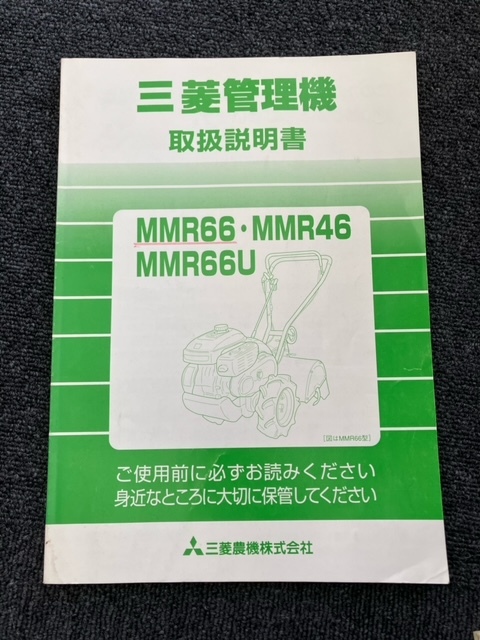 三菱管理機
取扱説明書
MMR66・MMR46
MMR66U
[図はMMR66型]
ご使用前に必ずお読みください
身近なところに大切に保管してください
三菱農機株式会社